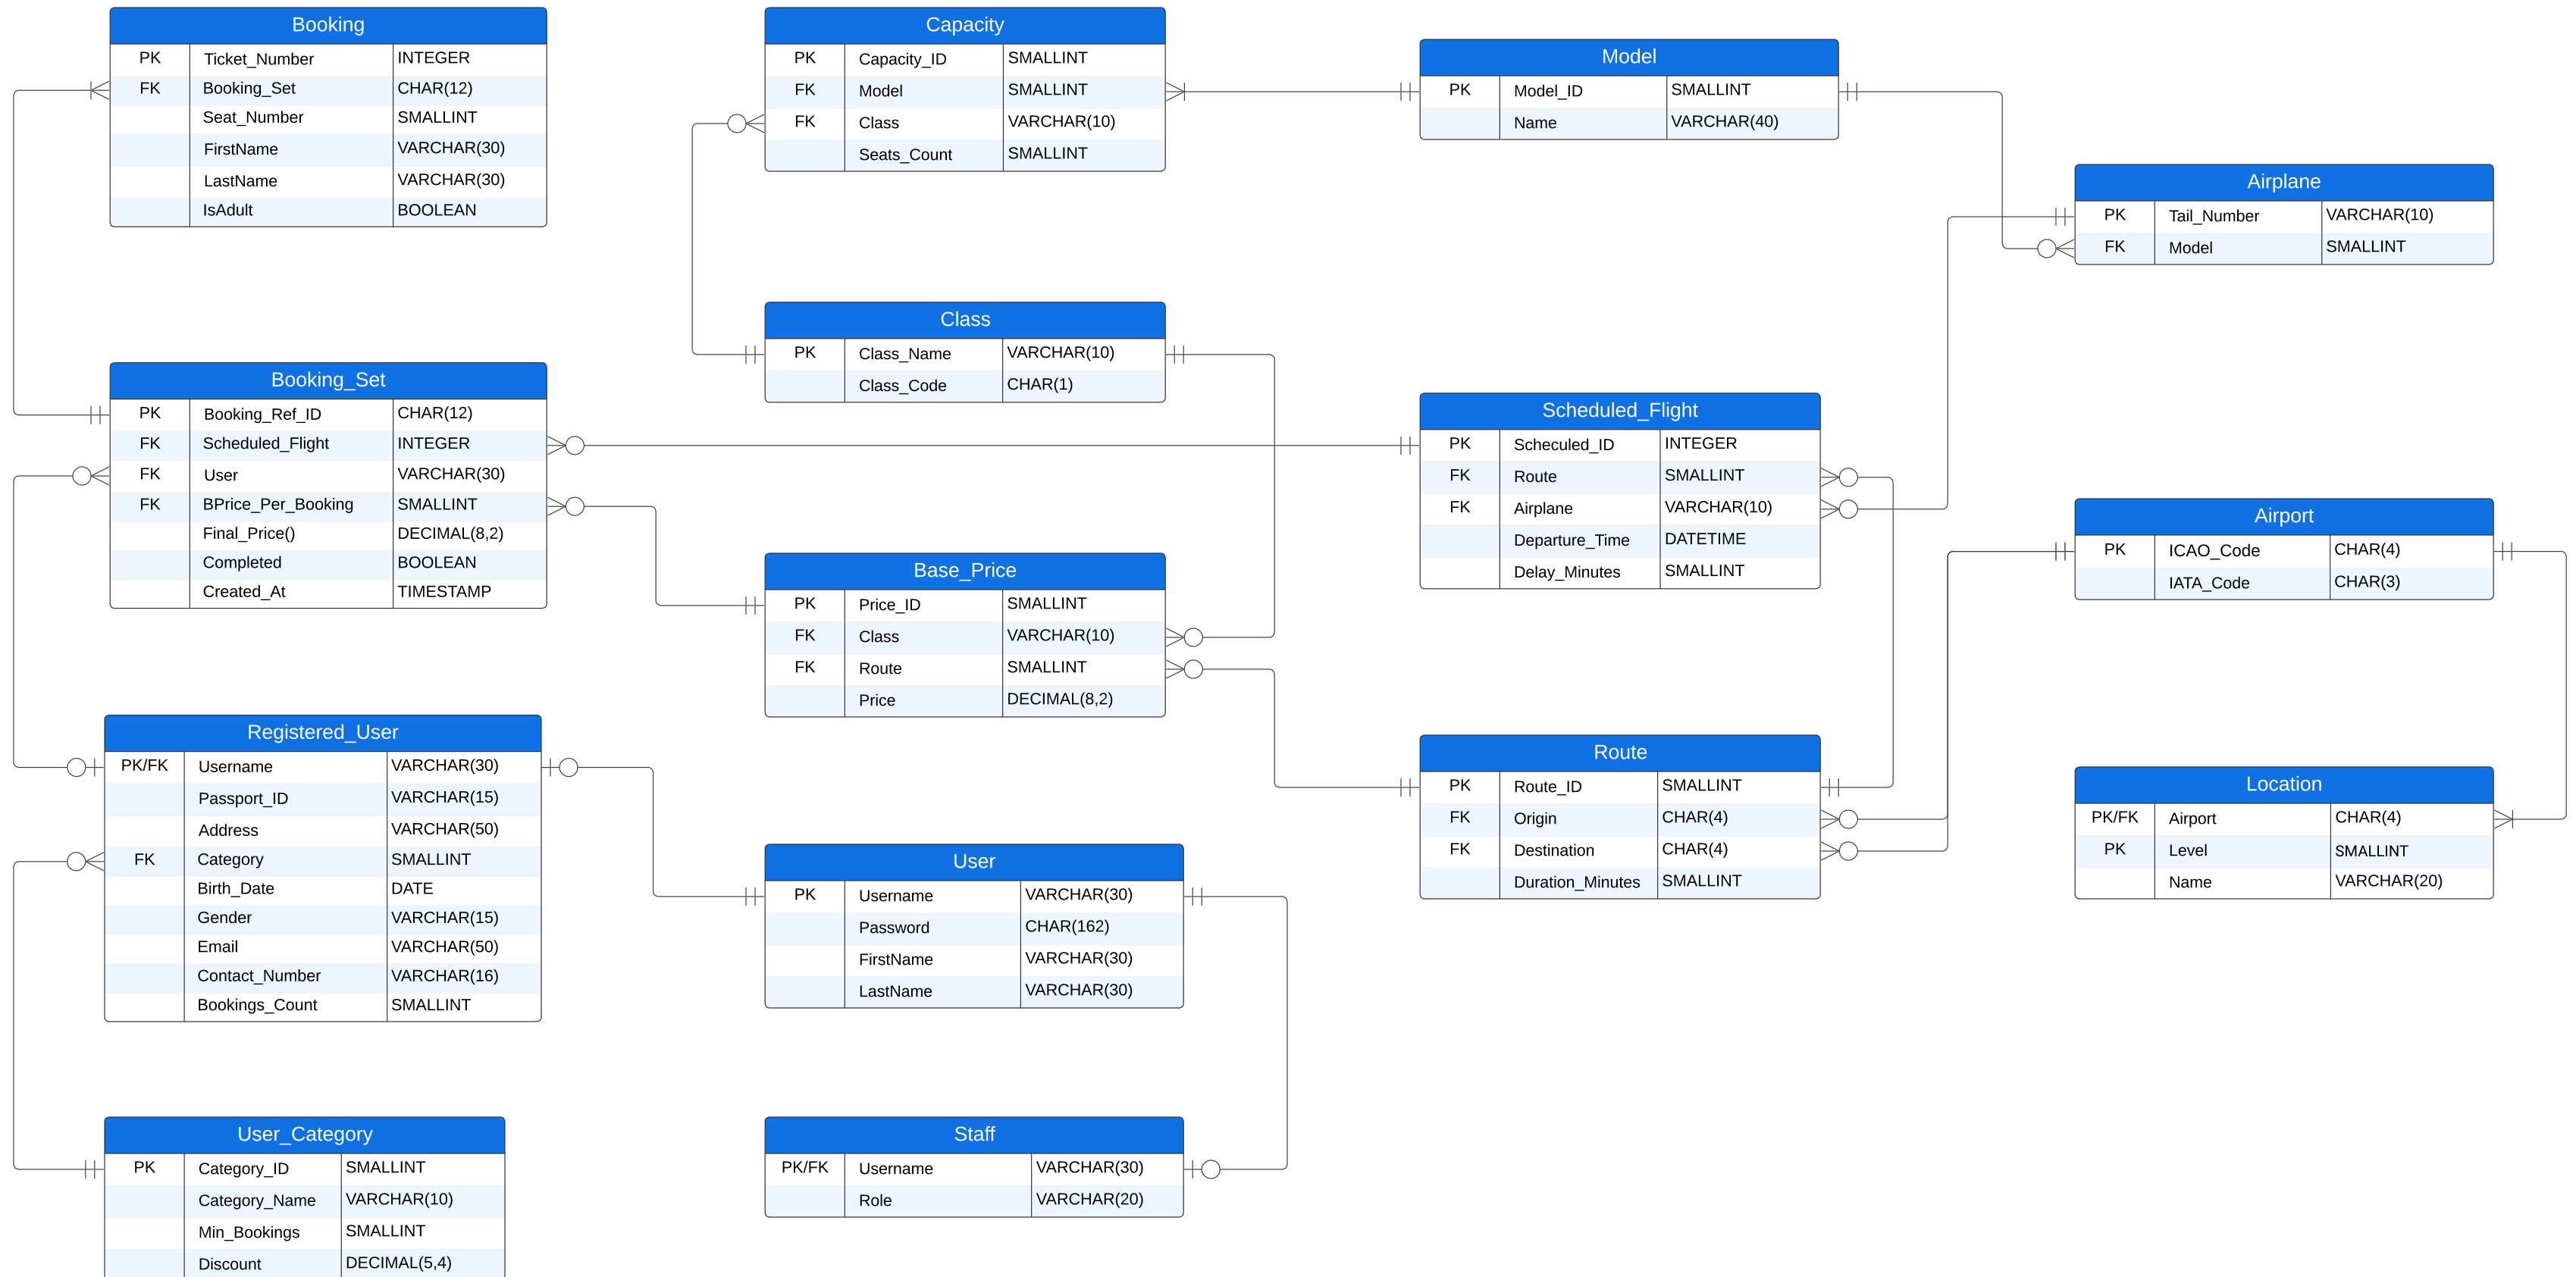 Booking
PK Ticket_Number INTEGER
FK Booking_Set CHAR(12)
Seat_Number SMALLINT
FirstName VARCHAR(30)
LastName VARCHAR(30)
IsAdult BOOLEAN
Capacity
PK Capacity_ID SMALLINT
FK Model SMALLINT
FK Class VARCHAR(10)
Seats_Count SMALLINT
Model
PK Model_ID SMALLINT
Name VARCHAR(40)
Airplane
PK Tail_Number VARCHAR(10)
FK Model SMALLINT
Class
PK Class_Name VARCHAR(10)
Class_Code CHAR(1)
Booking_Set
PK Booking_Ref_ID CHAR(12)
FK Scheduled_Flight INTEGER
FK User VARCHAR(30)
FK BPrice_Per_Booking SMALLINT
Final_Price() DECIMAL(8,2)
Completed BOOLEAN
Created_At TIMESTAMP
Scheduled_Flight
PK Scheculed_ID INTEGER
FK Route SMALLINT
FK Airplane VARCHAR(10)
Departure_Time DATETIME
Delay_Minutes SMALLINT
Airport
PK ICAO_Code CHAR(4)
IATA_Code CHAR(3)
Base_Price
PK Price_ID SMALLINT
FK Class VARCHAR(10)
FK Route SMALLINT
Price DECIMAL(8,2)
Registered_User
PK/FK Username VARCHAR(30)
Passport_ID VARCHAR(15)
Address VARCHAR(50)
FK Category SMALLINT
Birth_Date DATE
Gender VARCHAR(15)
Email VARCHAR(50)
Contact_Number VARCHAR(16)
Bookings_Count SMALLINT
Route
PK Route_ID SMALLINT
FK Origin CHAR(4)
FK Destination CHAR(4)
Duration_Minutes SMALLINT
Location
PK/FK Airport CHAR(4)
PK Level SMALLINT
Name VARCHAR(20)
User
PK Username VARCHAR(30)
Password CHAR(162)
FirstName VARCHAR(30)
LastName VARCHAR(30)
User_Category
PK Category_ID SMALLINT
Category_Name VARCHAR(10)
Min_Bookings SMALLINT
Discount DECIMAL(5,4)
Staff
PK/FK Username VARCHAR(30)
Role VARCHAR(20)